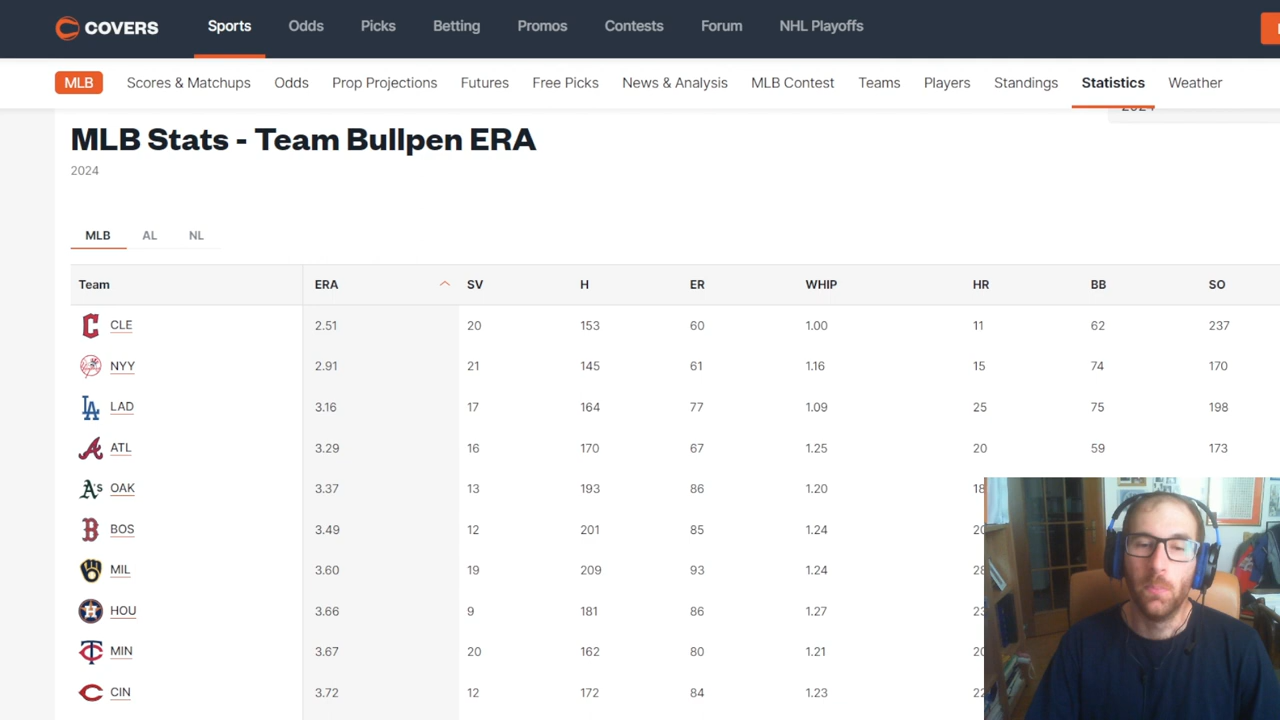 COVERS Sports Odds Picks Betting Promos Contests Forum NHL Playoffs
MLB Scores & Matchups Odds Prop Projections Futures Free Picks News & Analysis MLB Contest Teams Players Standings Statistics Weather
MLB Stats - Team Bullpen ERA
2024
MLB AL NL
Team ERA SV H ER WHIP HR BB SO
CLE 2.51 20 153 60 1.00 11 62 237
NYY 2.91 21 145 61 1.16 15 74 170
LAD 3.16 17 164 77 1.09 25 75 198
ATL 3.29 16 170 67 1.25 20 59 173
A's OAK 3.37 13 193 86 1.20
BOS 3.49 12 201 85 1.24
MIL 3.60 19 209 93 1.24
HOU 3.66 9 181 86 1.27
MIN 3.67 20 162 80 1.21
CIN 3.72 12 172 84 1.23